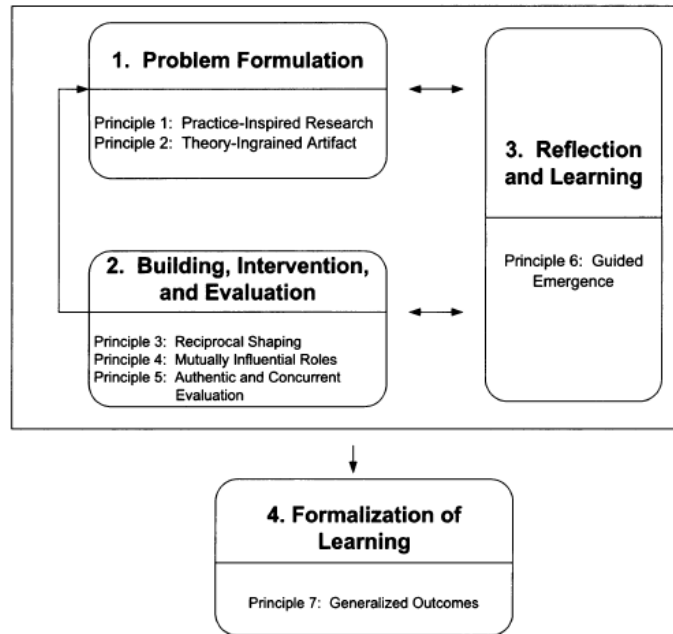 1. Problem Formulation
Principle 1: Practice-Inspired Research
Principle 2: Theory-Ingrained Artifact
2. Building, Intervention,
and Evaluation
Principle 3: Reciprocal Shaping
Principle 4: Mutually Influential Roles
Principle 5: Authentic and Concurrent
Evaluation
3. Reflection
and Learning
Principle 6: Guided
Emergence
4. Formalization of
Learning
Principle 7: Generalized Outcomes